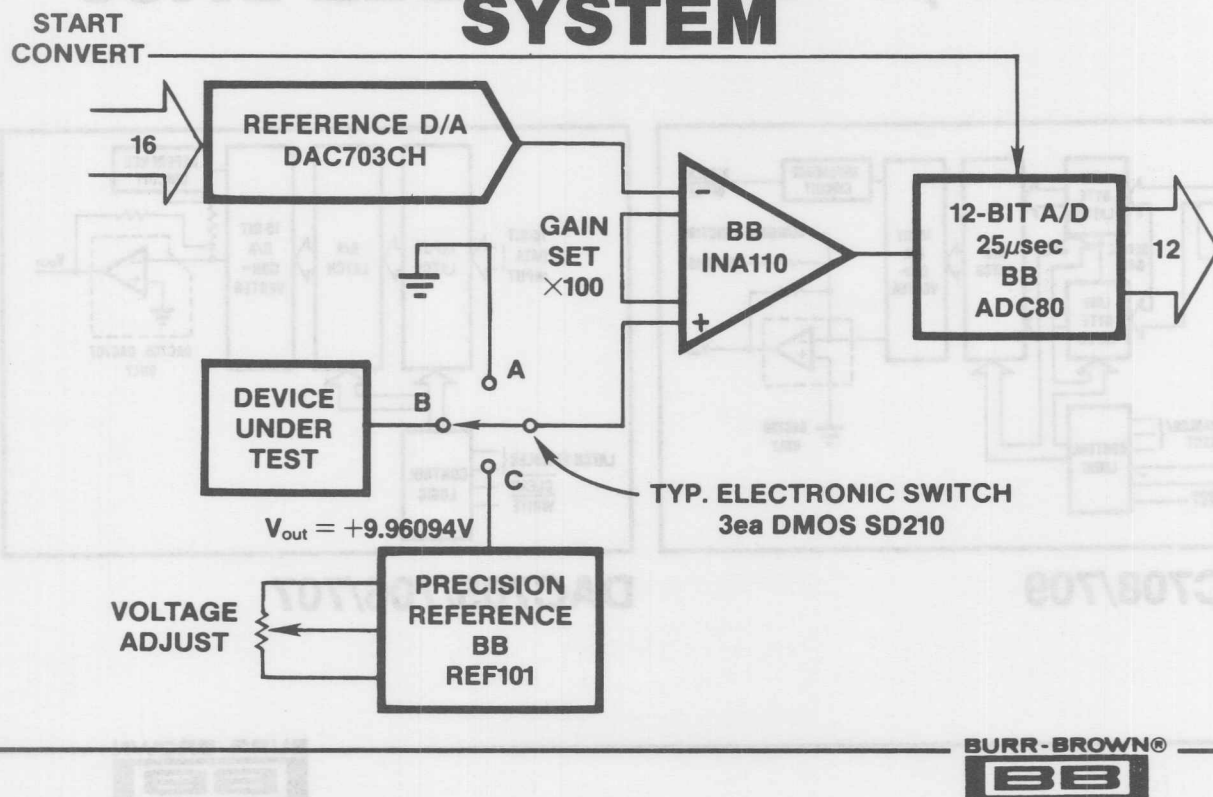 SYSTEM
START
CONVERT
16
REFERENCE D/A
DAC703CH
GAIN
SET
×100
−
BB
INA110
+
12-BIT A/D
25μsec
BB
ADC80
12
A
B
C
DEVICE
UNDER
TEST
TYP. ELECTRONIC SWITCH
3ea DMOS SD210
Vout = +9.96094V
VOLTAGE
ADJUST
PRECISION
REFERENCE
BB
REF101
BURR-BROWN®
BB